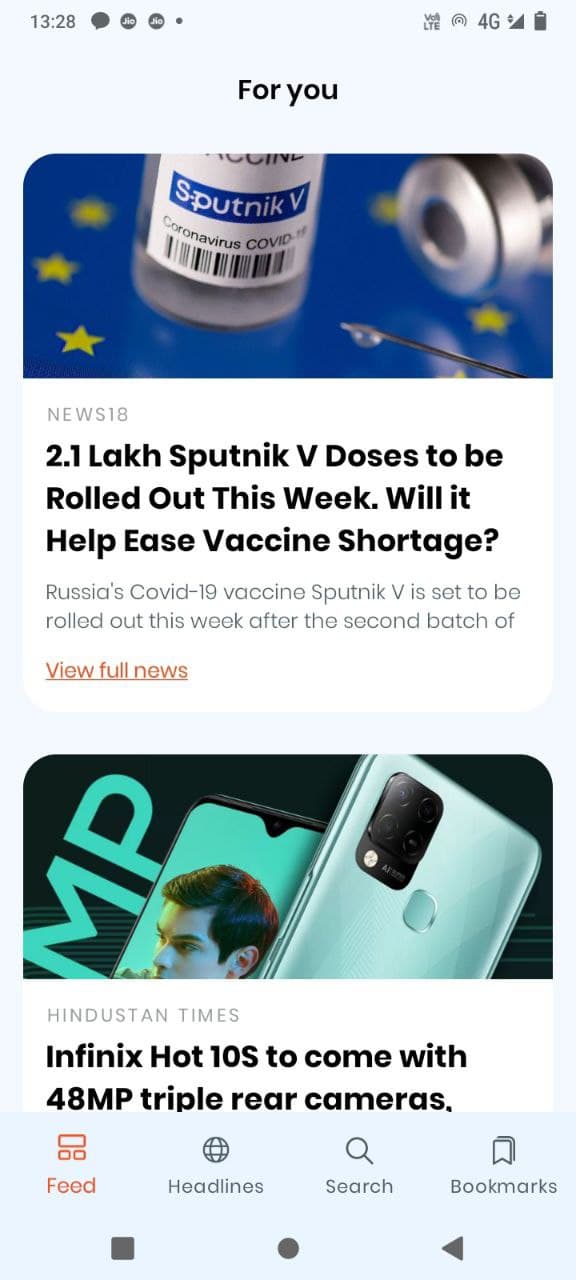 13:28
Jio
Jio
Vo)
LTE
4G
For you
VACCINE
Sputnik V
Coronavirus COVID-19
NEWS18
2.1 Lakh Sputnik V Doses to be
Rolled Out This Week. Will it
Help Ease Vaccine Shortage?
Russia's Covid-19 vaccine Sputnik V is set to be
rolled out this week after the second batch of
View full news
MP
HINDUSTAN TIMES
Infinix Hot 10S to come with
48MP triple rear cameras,
Feed
Headlines
Search
Bookmarks